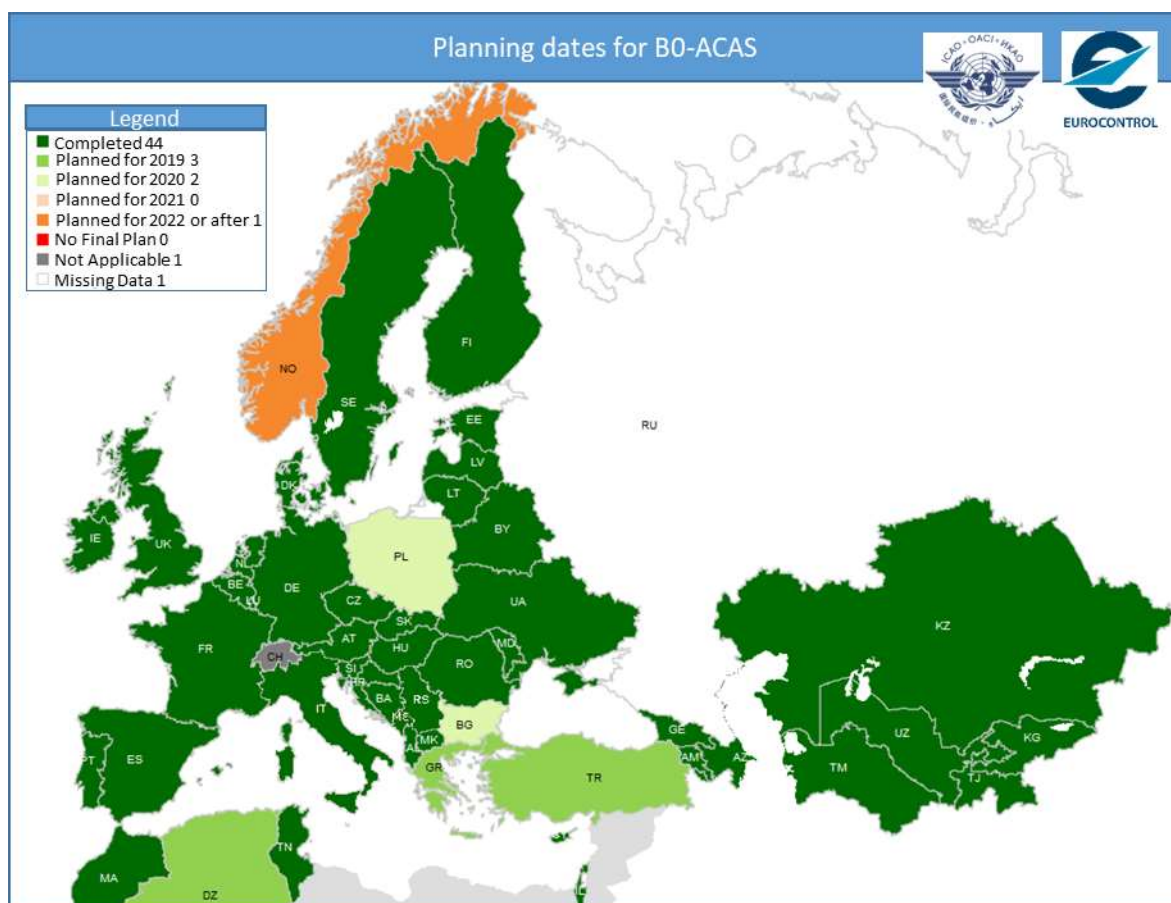 Planning dates for B0-ACAS
ICAO · OACI · ИКАО
EUROCONTROL
Legend
Completed 44
Planned for 2019 3
Planned for 2020 2
Planned for 2021 0
Planned for 2022 or after 1
No Final Plan 0
Not Applicable 1
Missing Data 1
NO
FI
SE
RU
EE
LV
DK
LT
IE
UK
BY
NL
PL
BE
DE
LU
CZ
UA
SK
KZ
FR
AT
MD
CH
HU
SI
RO
BA
RS
IT
BG
GE
MK
UZ
KG
PT
ES
AL
AM
AZ
GR
TR
TM
TJ
TN
MA
DZ